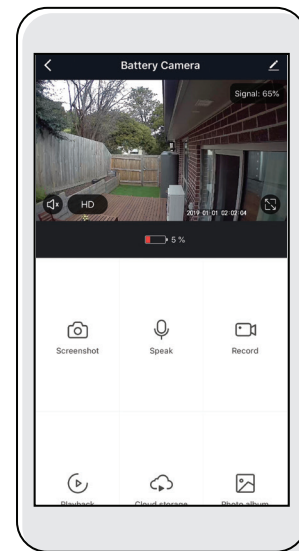 Battery Camera
Signal: 65%
HD
2019-01-01 02:02:04
5 %
Screenshot
Speak
Record
Playback
Cloud storage
Photo album